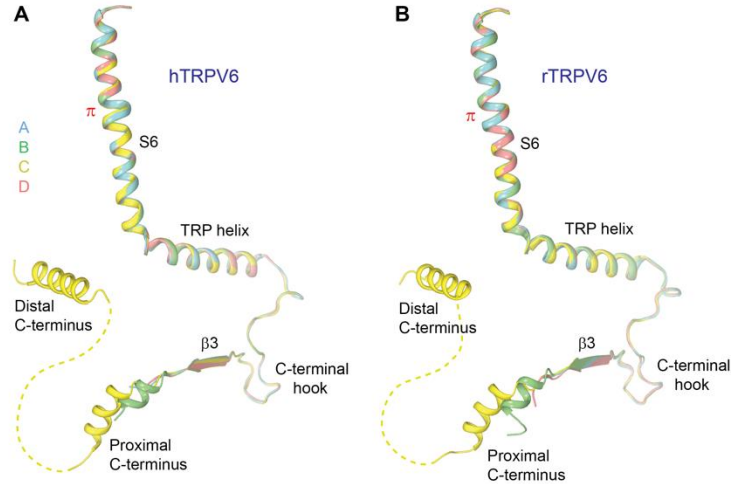 A
hTRPV6
π
S6
A
B
C
D
TRP helix
Distal
C-terminus
β3
C-terminal
hook
Proximal
C-terminus
B
rTRPV6
π
S6
TRP helix
Distal
C-terminus
β3
C-terminal
hook
Proximal
C-terminus